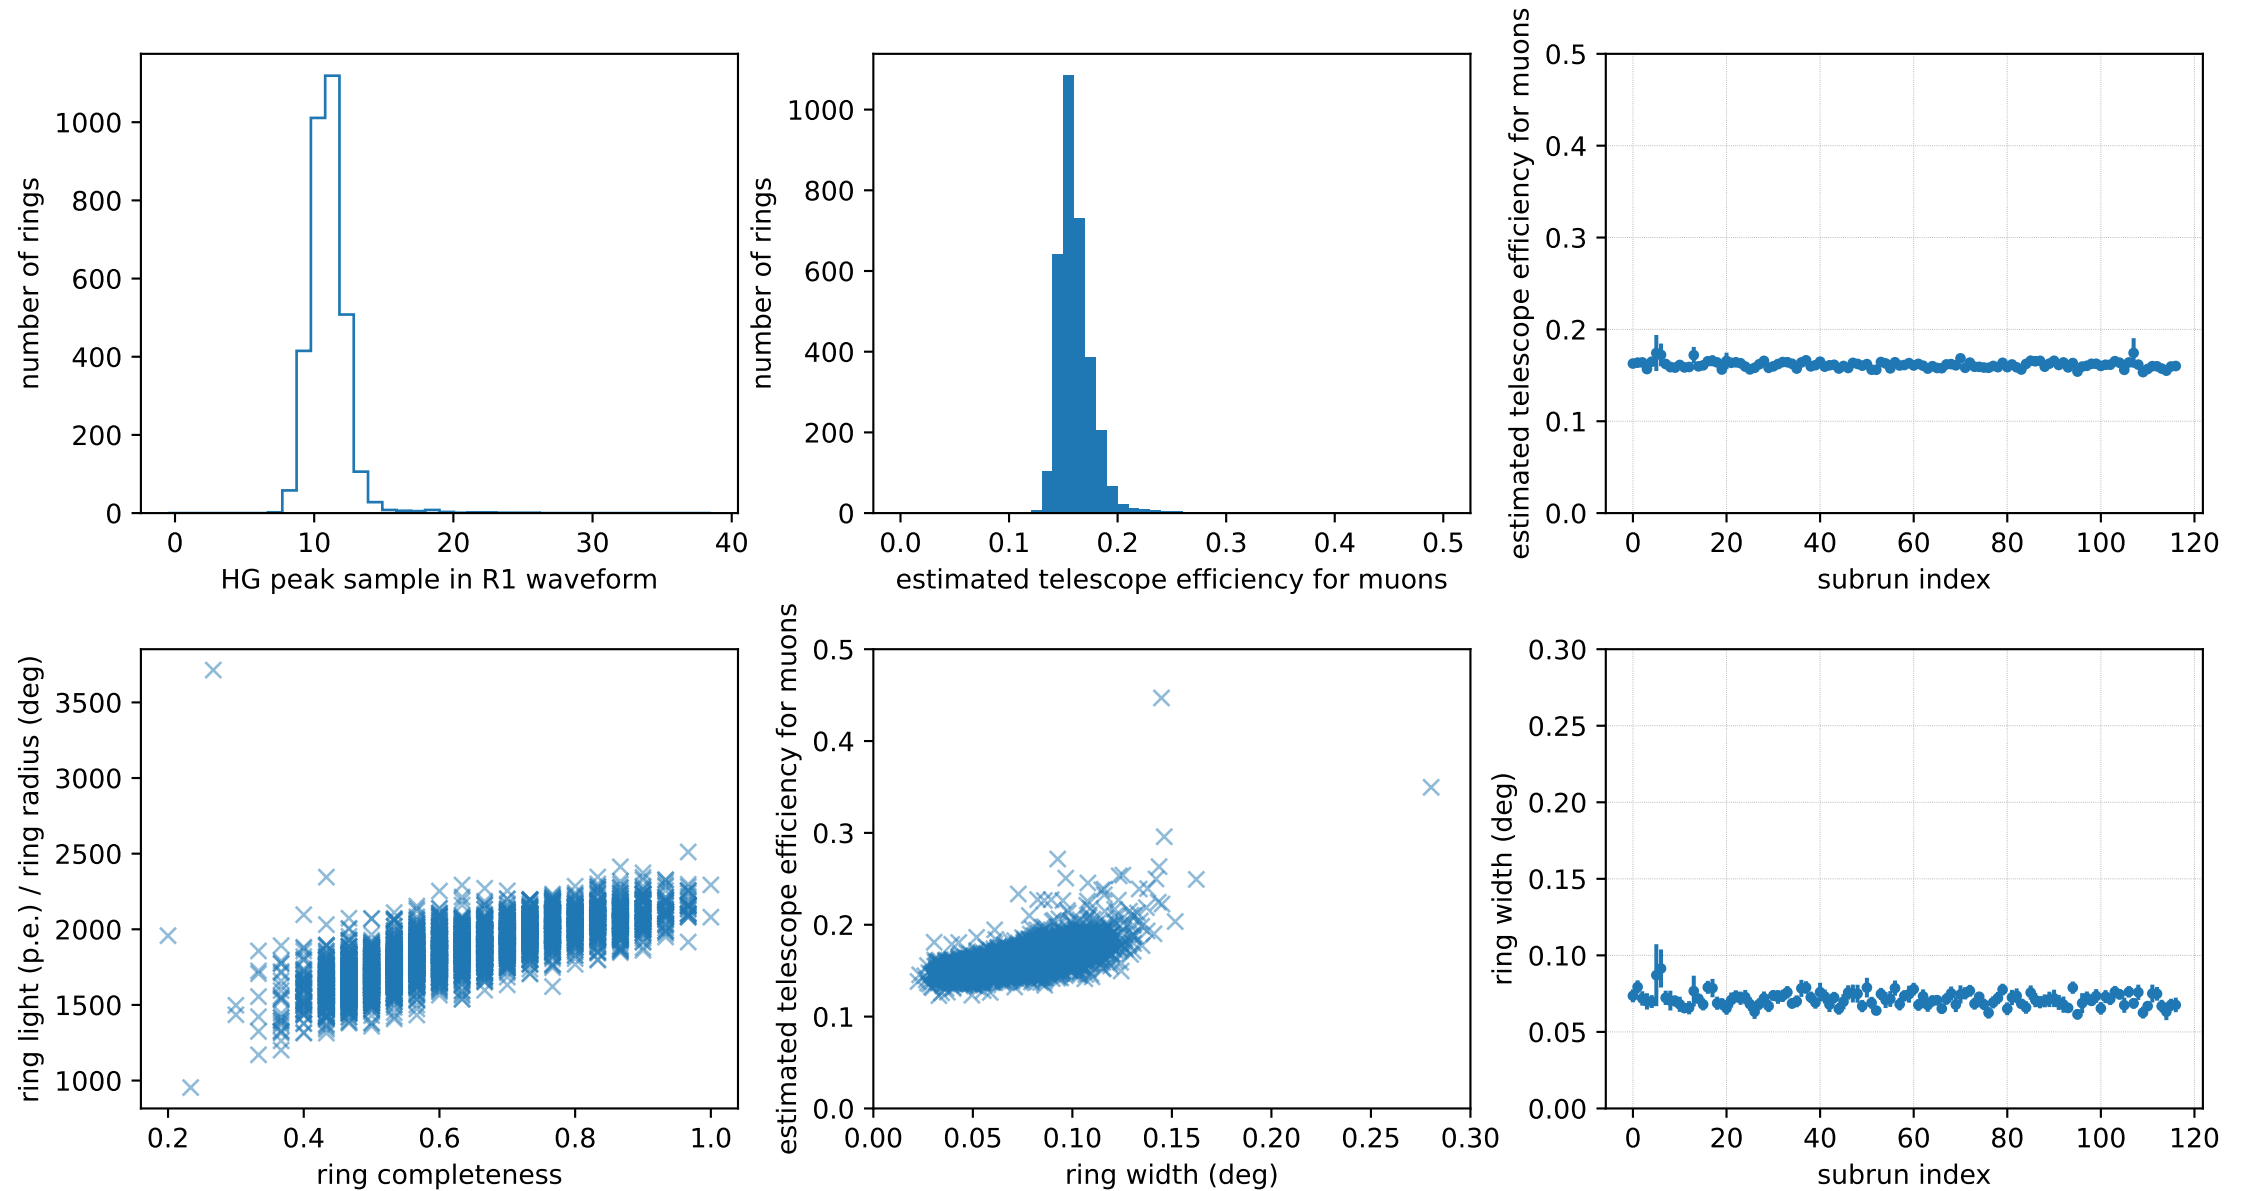 number of rings
1000
800
600
400
200
0
0 10 20 30 40
HG peak sample in R1 waveform
number of rings
1000
800
600
400
200
0
0.0 0.1 0.2 0.3 0.4 0.5
estimated telescope efficiency for muons
estimated telescope efficiency for muons
0.5
0.4
0.3
0.2
0.1
0.0
0 20 40 60 80 100 120
subrun index
ring light (p.e.) / ring radius (deg)
3500
3000
2500
2000
1500
1000
0.2 0.4 0.6 0.8 1.0
ring completeness
estimated telescope efficiency for muons
0.5
0.4
0.3
0.2
0.1
0.0
0.00 0.05 0.10 0.15 0.20 0.25 0.30
ring width (deg)
ring width (deg)
0.30
0.25
0.20
0.15
0.10
0.05
0.00
0 20 40 60 80 100 120
subrun index